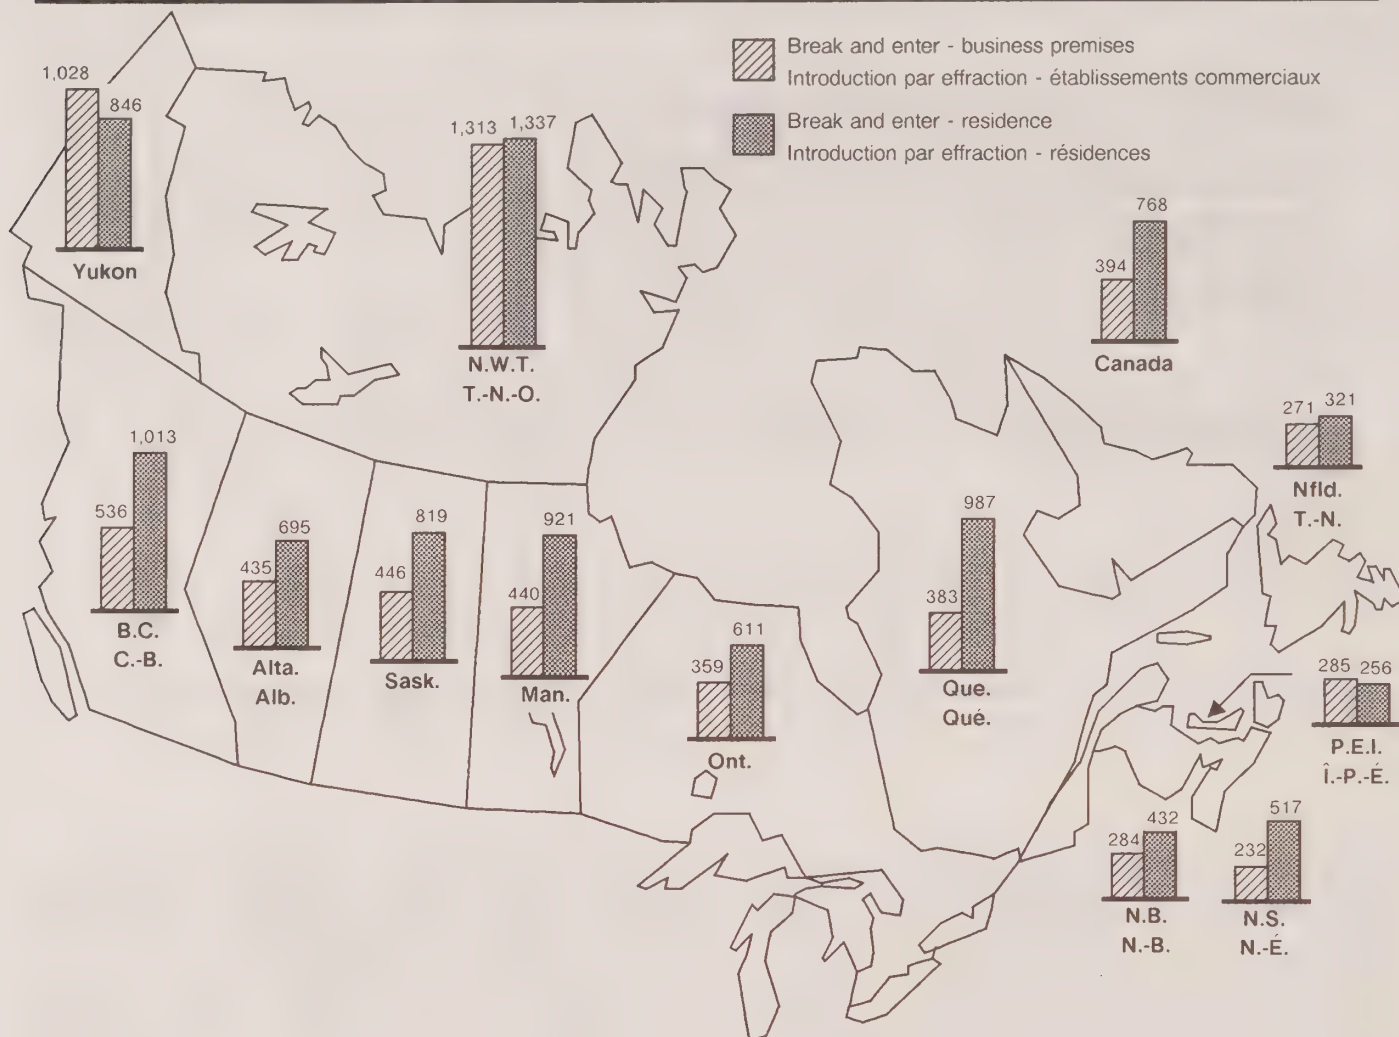 Break and enter - business premises
Introduction par effraction - établissements commerciaux
Break and enter - residence
Introduction par effraction - résidences
1,028
846
Yukon
1,313 1,337
N.W.T.
T.-N.-O.
394
768
Canada
271 321
Nfld.
T.-N.
536
1,013
B.C.
C.-B.
435
695
Alta.
Alb.
446
819
Sask.
440
921
Man.
359
611
Ont.
383
987
Que.
Qué.
285 256
P.E.I.
Î.-P.-É.
284
432
N.B.
N.-B.
232
517
N.S.
N.-É.